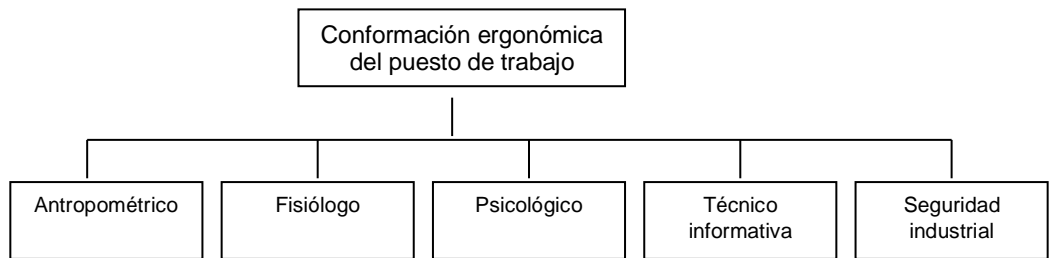 Conformación ergonómica
del puesto de trabajo
Antropométrico
Fisiólogo
Psicológico
Técnico
informativa
Seguridad
industrial